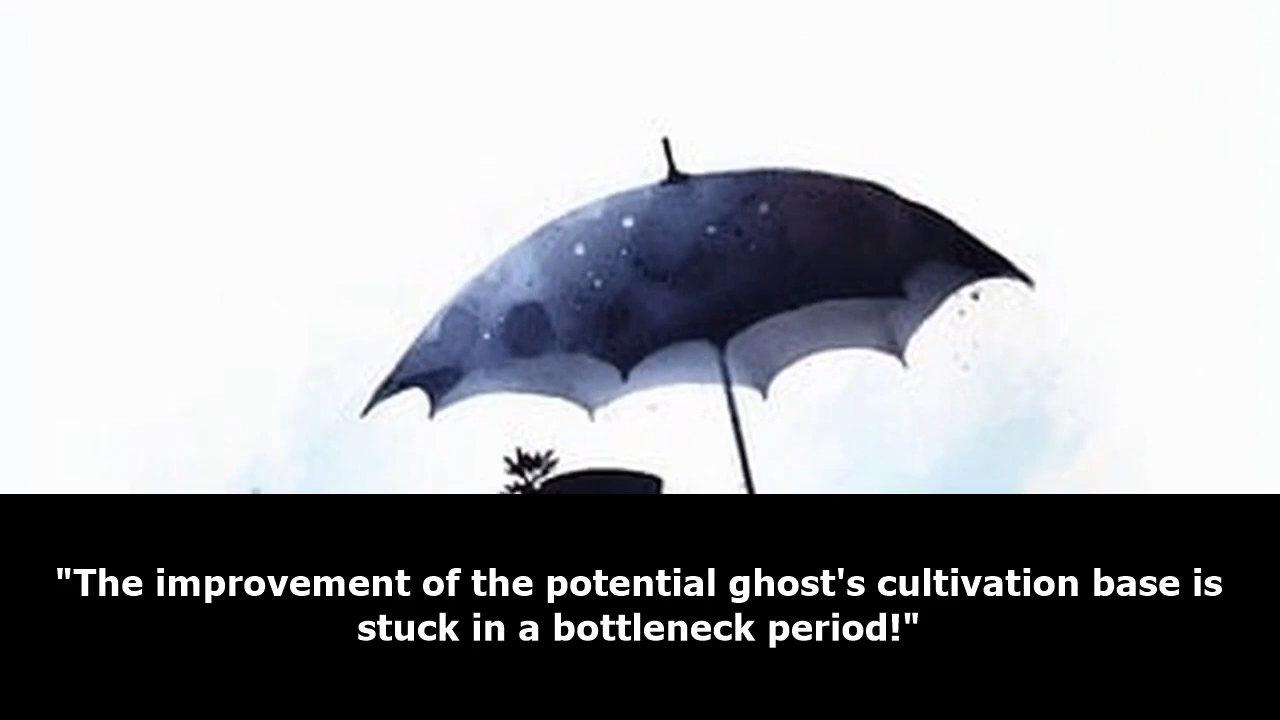 "The improvement of the potential ghost's cultivation base is
stuck in a bottleneck period!"